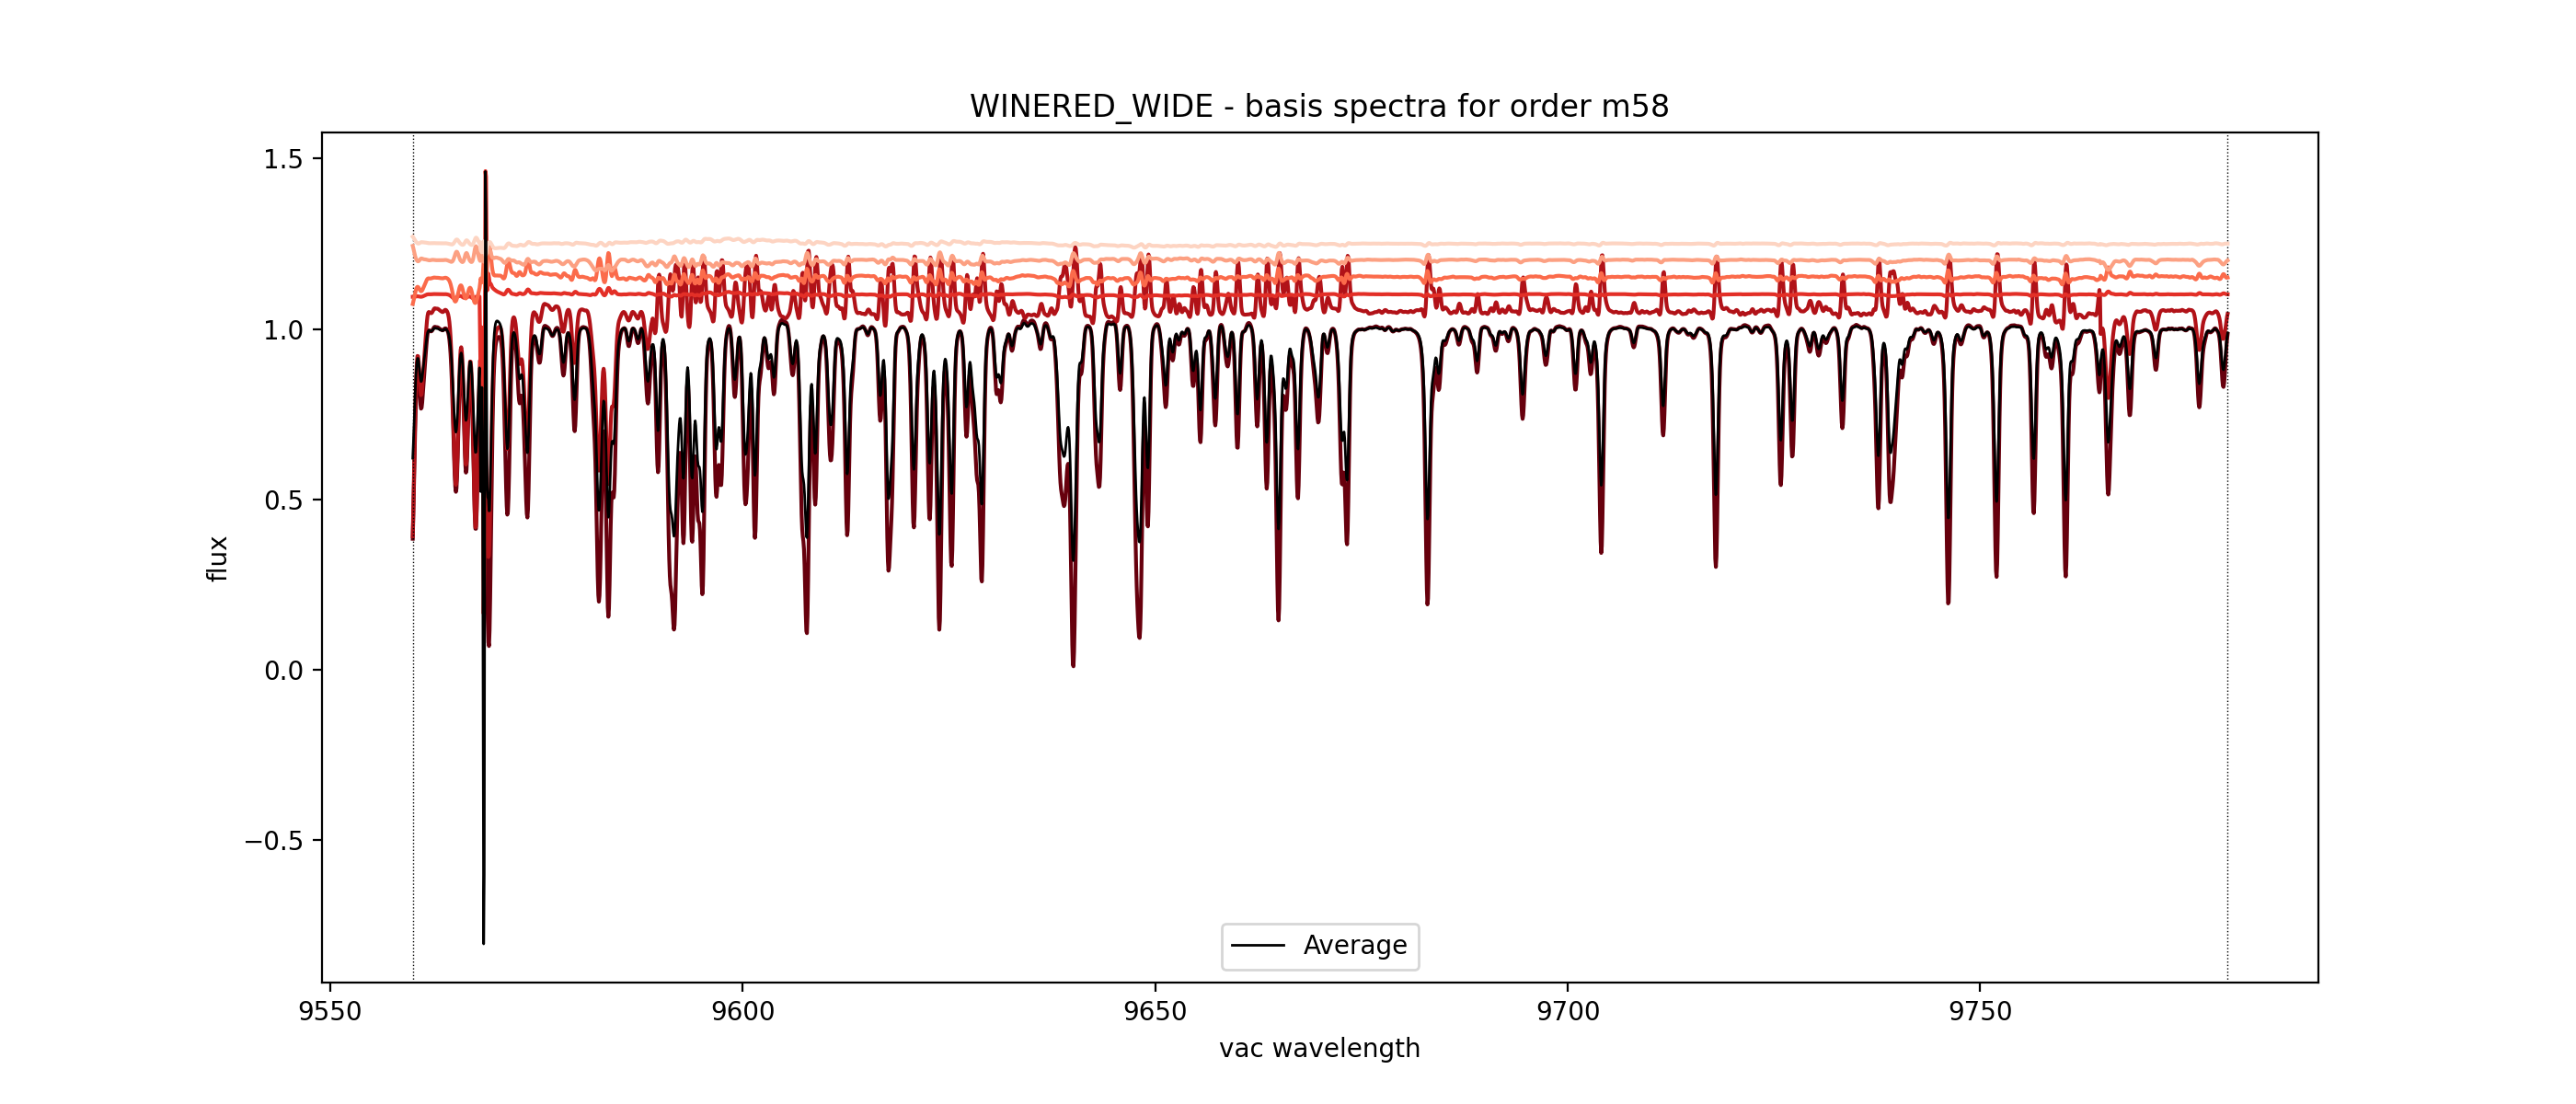 WINERED_WIDE - basis spectra for order m58
1.5
1.0
0.5
0.0
−0.5
flux
Average
9550
9600
9650
9700
9750
vac wavelength